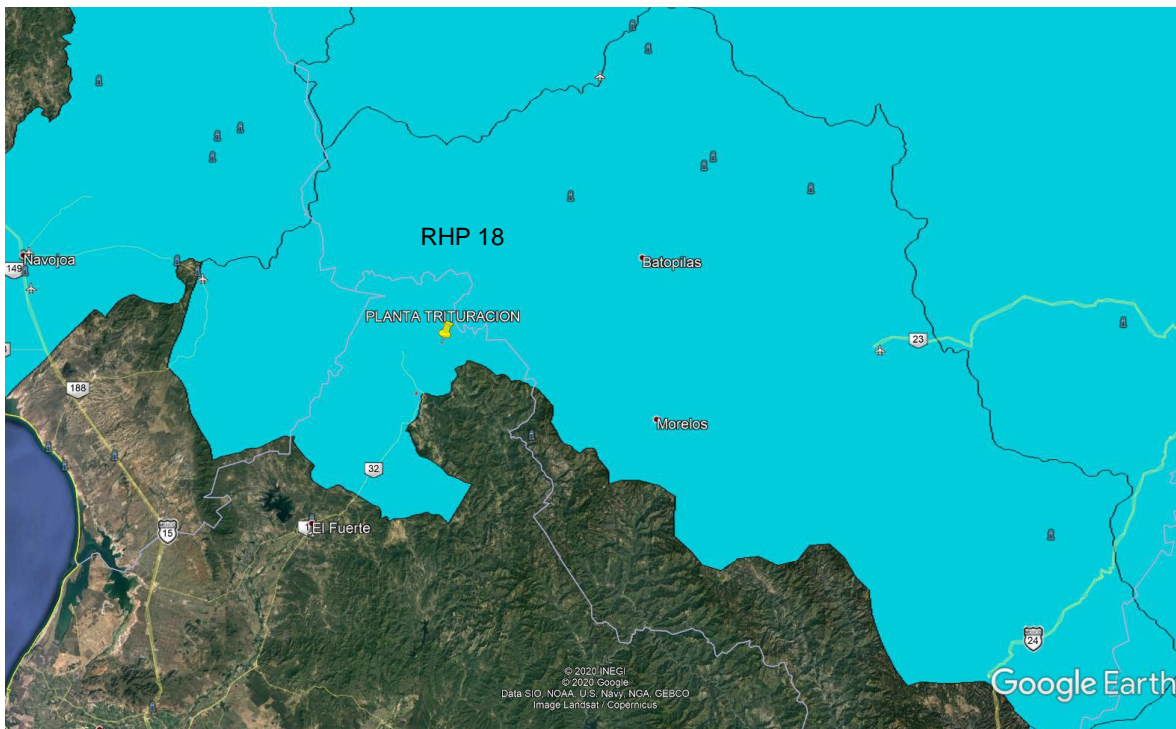 RHP 18
Navojoa
149
Batopilas
PLANTA TRITURACION
23
188
Morelos
32
El Fuerte
15
24
© 2020 INEGI
© 2020 Google
Data SIO, NOAA, U.S. Navy, NGA, GEBCO
Image Landsat / Copernicus
Google Earth